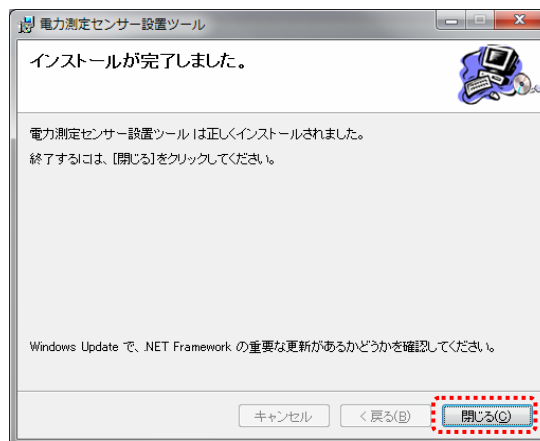 電力測定センサー設置ツール
インストールが完了しました。
電力測定センサー設置ツール は正しくインストールされました。
終了するには、[閉じる]をクリックしてください。
Windows Update で、.NET Framework の重要な更新があるかどうかを確認してください。
キャンセル
< 戻る(B)
閉じる(C)